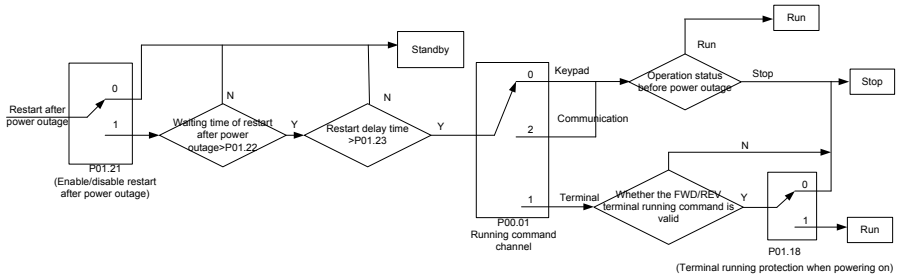 Run
Run
Standby
0
Keypad
Operation status
before power outage
Stop
Stop
0
Restart after
power outage
N
N
Waiting time of restart
after power
outage>P01.22
Y
Restart delay time
>P01.23
Y
Communication
1
2
P01.21
(Enable/disable restart
after power outage)
N
1
Terminal
Whether the FWD/REV
terminal running command is
valid
Y
0
P00.01
Running command
channel
1
Run
P01.18
(Terminal running protection when powering on)